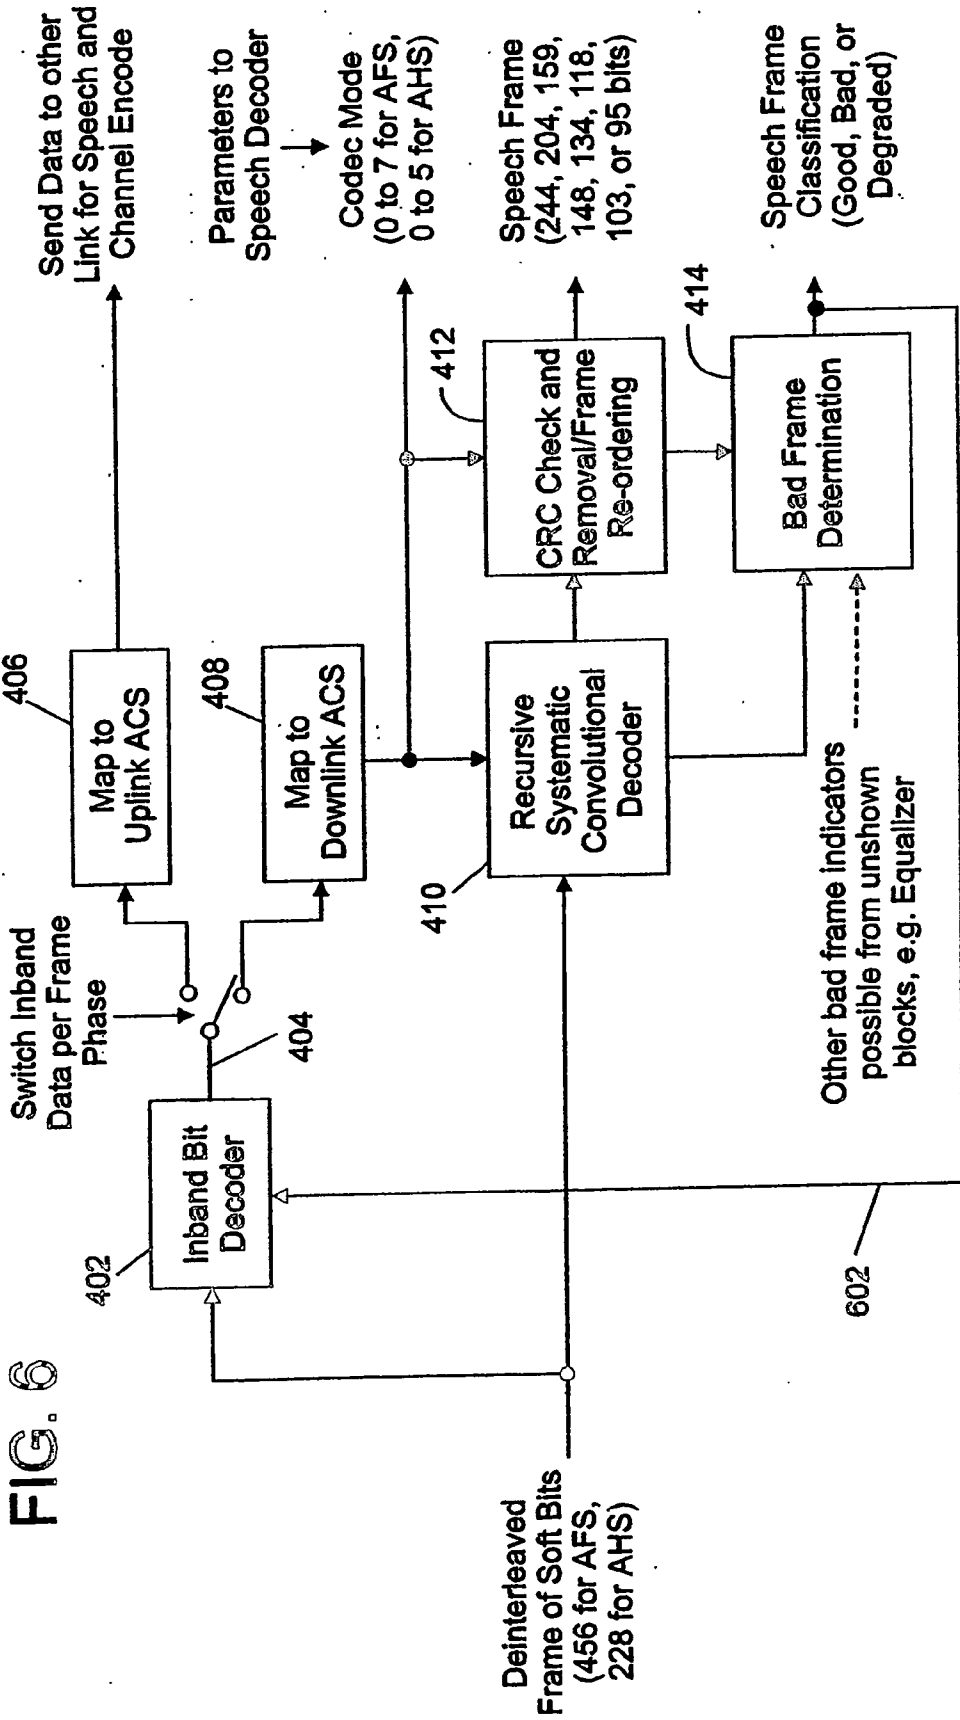 FIG. 6
Deinterleaved
Frame of Soft Bits
(456 for AFS,
228 for AHS)
402
Inband Bit
Decoder
602
404
Switch Inband
Data per Frame
Phase
406
Map to
Uplink ACS
408
Map to
Downlink ACS
410
Recursive
Systematic
Convolutional
Decoder
Other bad frame indicators
possible from unshown
blocks, e.g. Equalizer
412
CRC Check and
Removal/Frame
Re-ordering
414
Bad Frame
Determination
Send Data to other
Link for Speech and
Channel Encode
Parameters to
Speech Decoder
Codec Mode
(0 to 7 for AFS,
0 to 5 for AHS)
Speech Frame
(244, 204, 159,
148, 134, 118,
103, or 95 bits)
Speech Frame
Classification
(Good, Bad, or
Degraded)